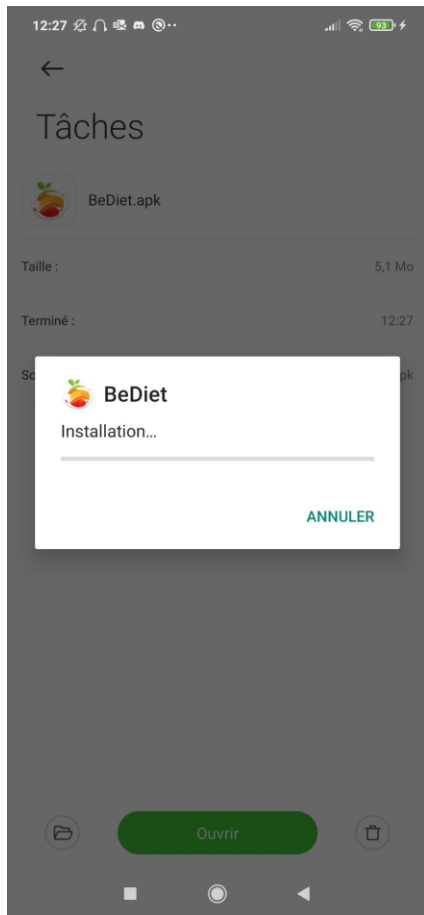 12:27
93
Tâches
BeDiet.apk
Taille :
5,1 Mo
Terminé :
12:27
BeDiet
Installation…
ANNULER
Ouvrir